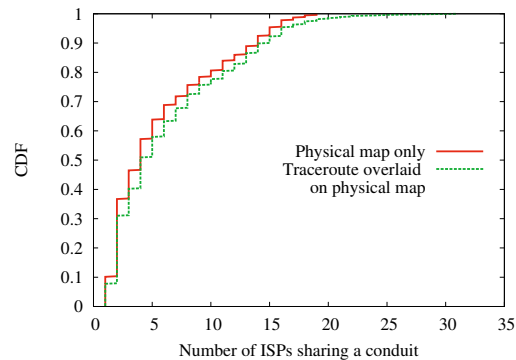 1
0.9
0.8
0.7
0.6
0.5
0.4
0.3
0.2
0.1
0
CDF
Physical map only
Traceroute overlaid
on physical map
0 5 10 15 20 25 30 35
Number of ISPs sharing a conduit